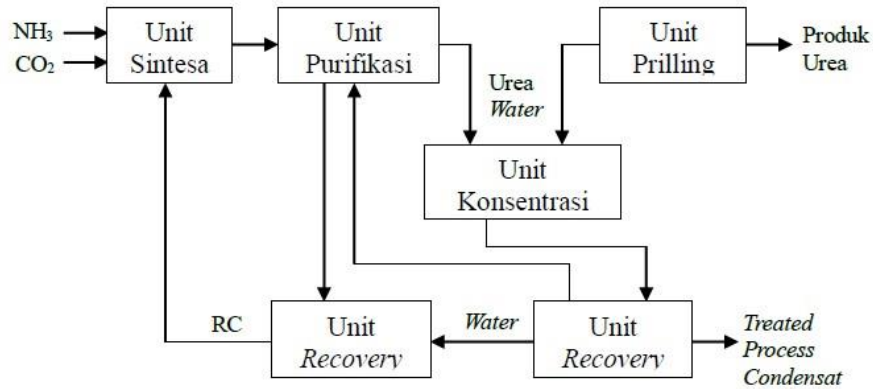 NH3
CO2
Unit
Sintesa
Unit
Purifikasi
Unit
Prilling
Produk
Urea
Urea
Water
Unit
Konsentrasi
RC
Unit
Recovery
Water
Unit
Recovery
Treated
Process
Condensat